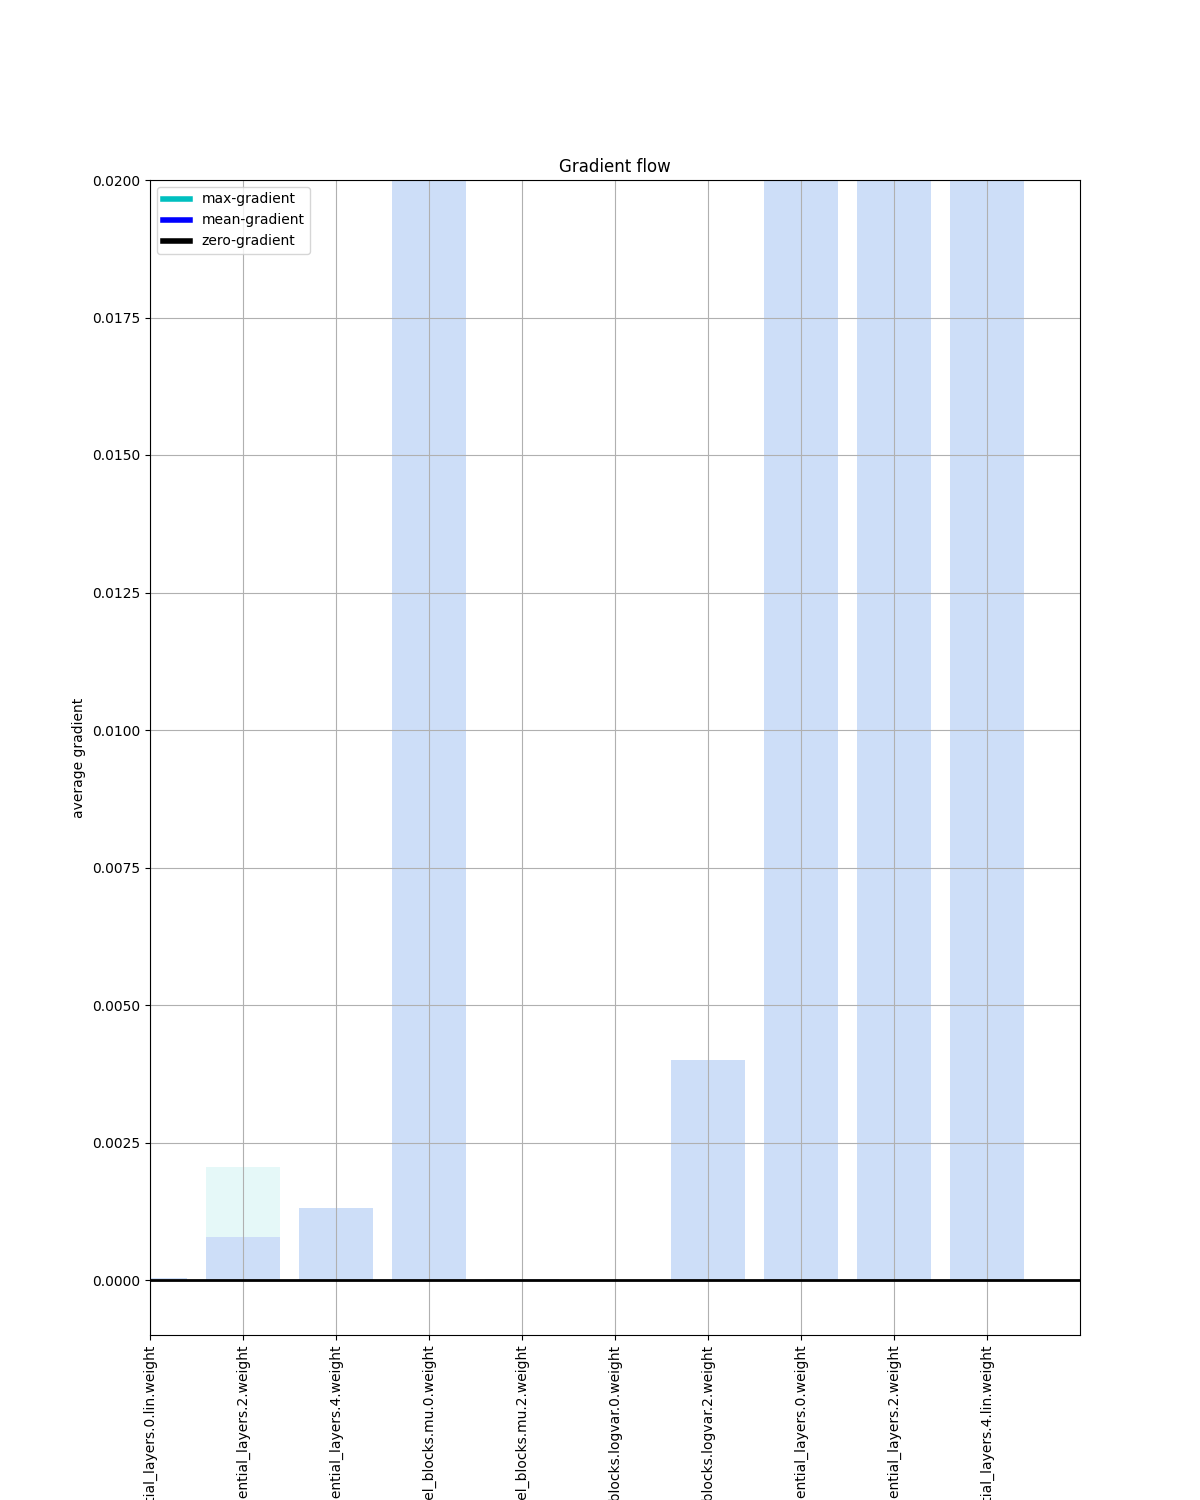 Gradient flow
max-gradient
mean-gradient
zero-gradient
0.0200
0.0175
0.0150
0.0125
0.0100
0.0075
0.0050
0.0025
0.0000
average gradient
tial_layers.0.lin.weight
ential_layers.2.weight
ential_layers.4.weight
el_blocks.mu.0.weight
el_blocks.mu.2.weight
blocks.logvar.0.weight
blocks.logvar.2.weight
ential_layers.0.weight
ential_layers.2.weight
tial_layers.4.lin.weight